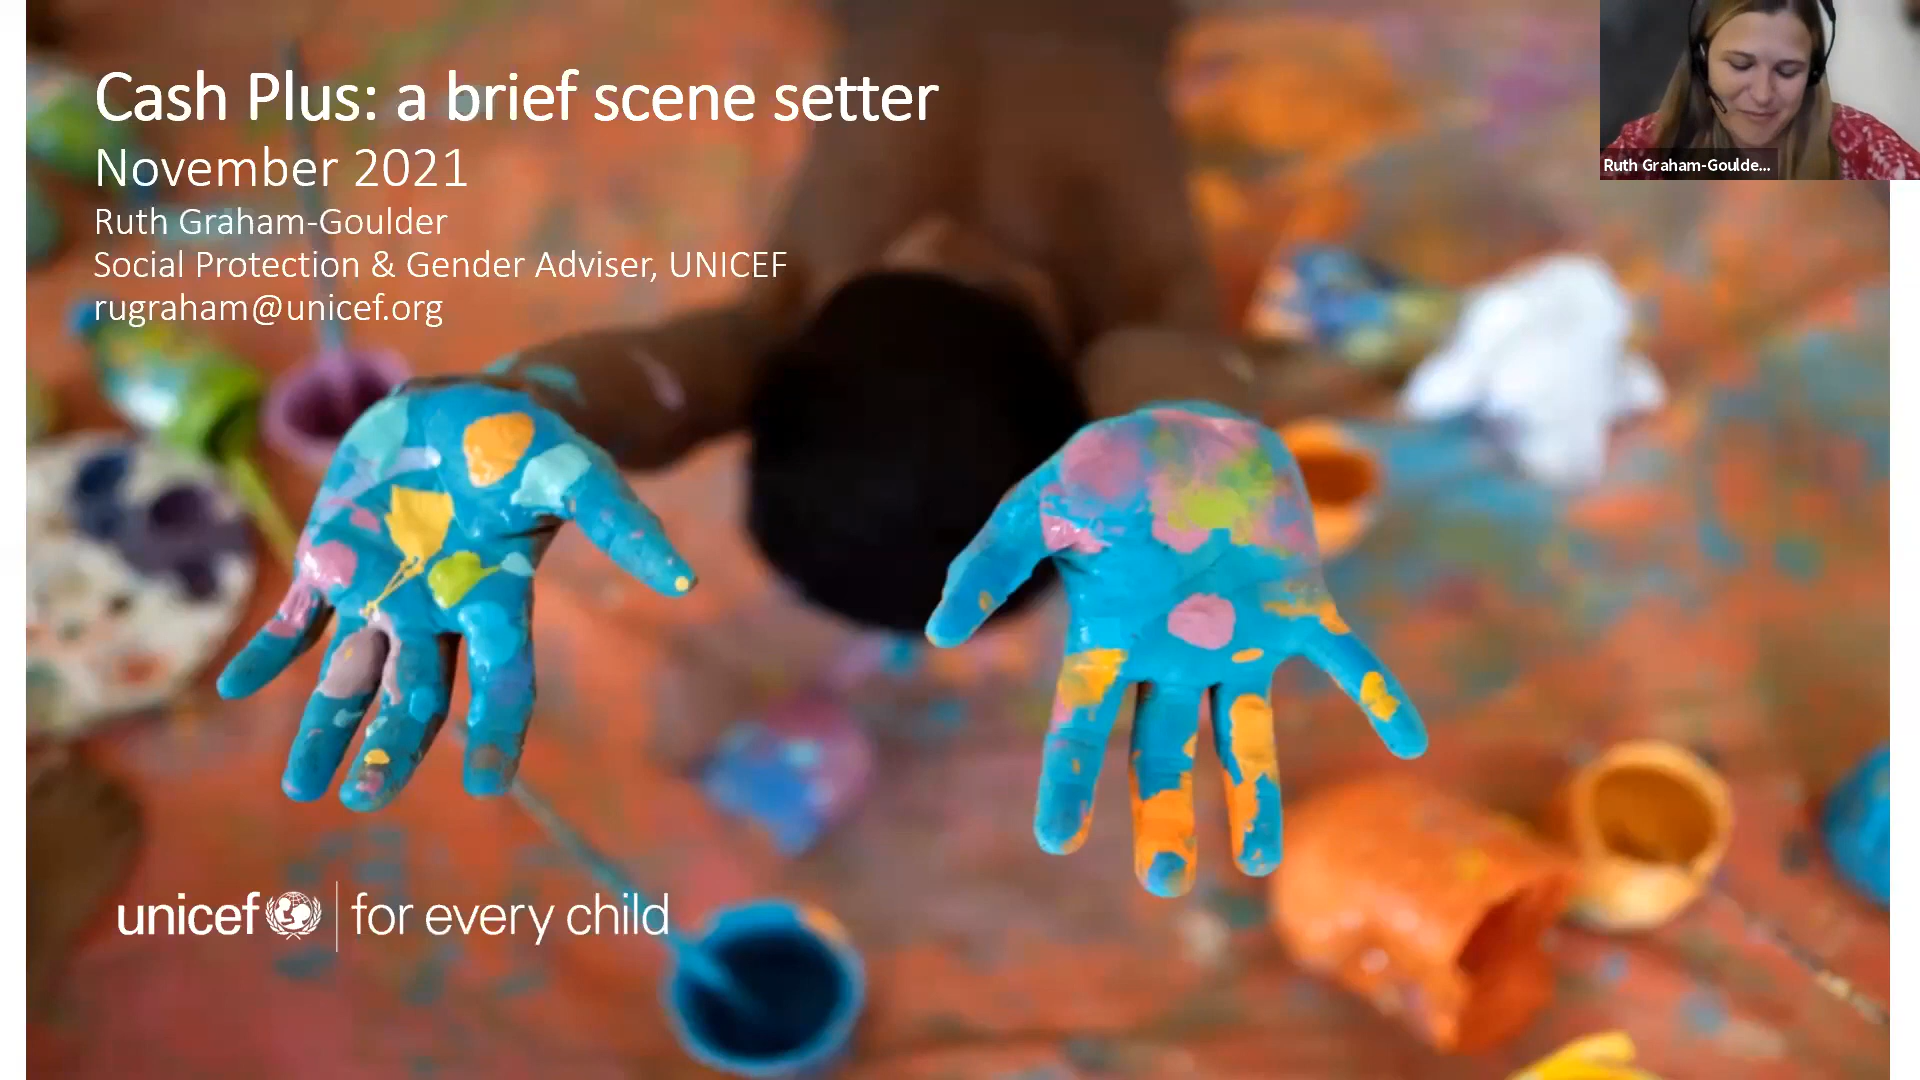 Cash Plus: a brief scene setter
November 2021
Ruth Graham-Goulder
Social Protection & Gender Adviser, UNICEF
rugraham@unicef.org
Ruth Graham-Goulde...
unicef for every child